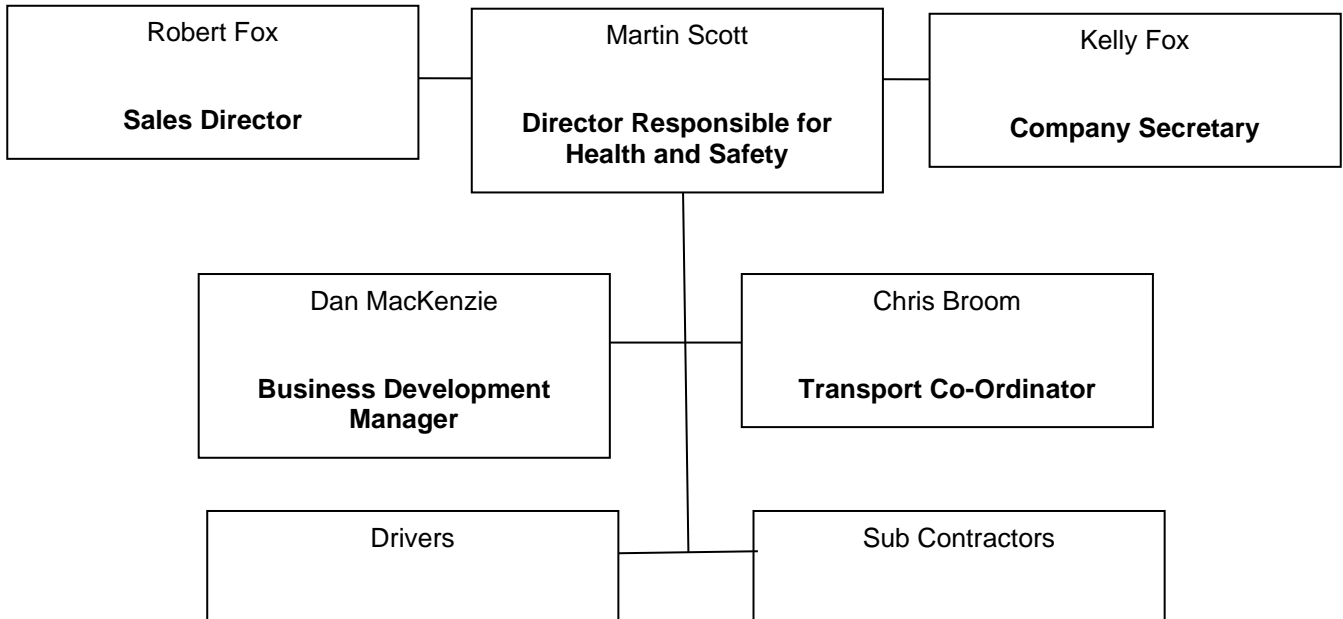 Robert Fox
Sales Director
Martin Scott
Director Responsible for
Health and Safety
Kelly Fox
Company Secretary
Dan MacKenzie
Business Development
Manager
Chris Broom
Transport Co-Ordinator
Drivers
Sub Contractors